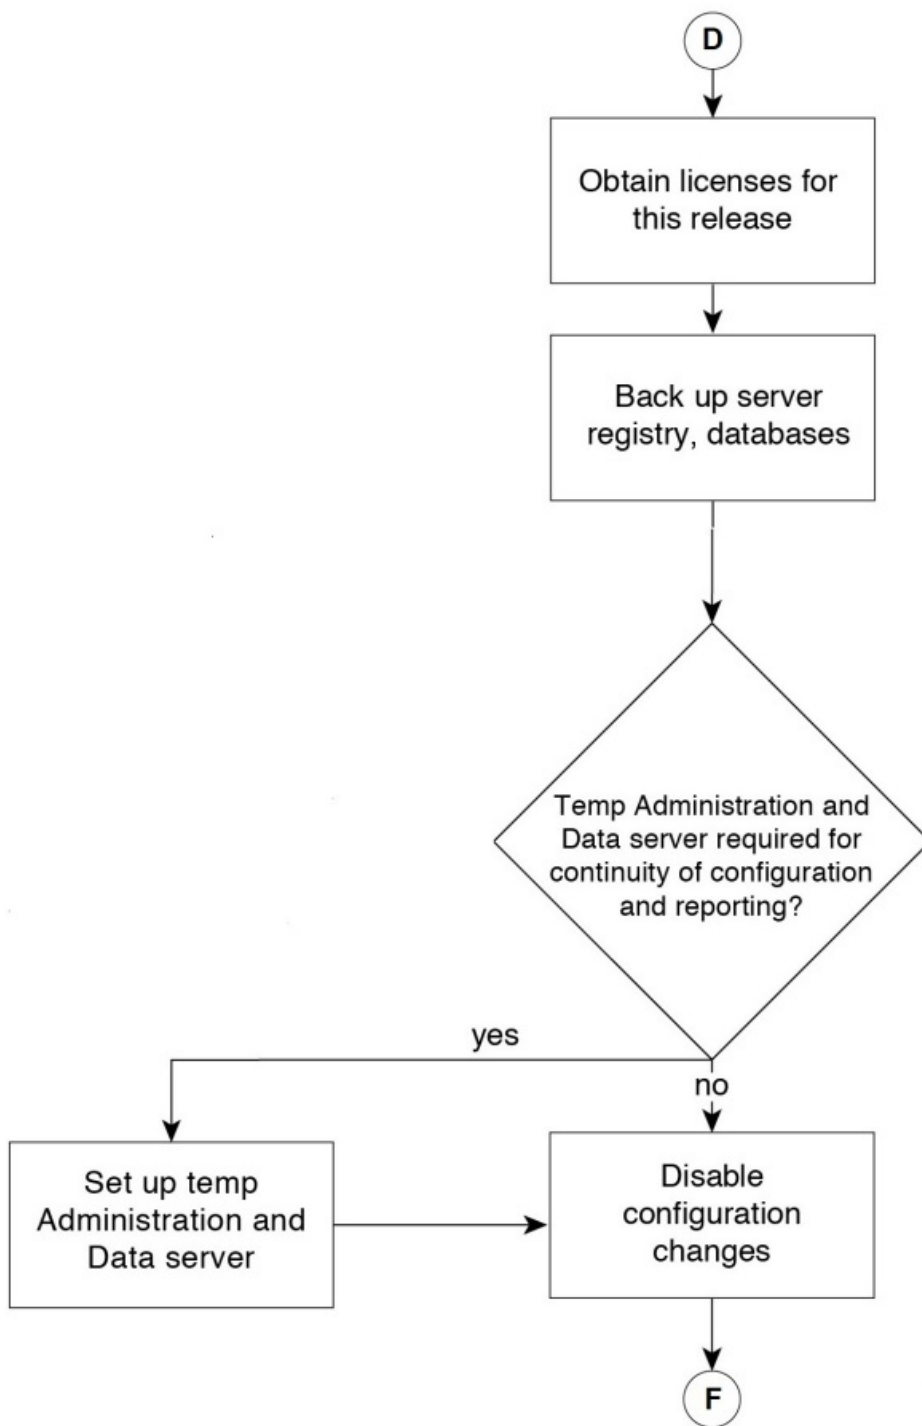 D
Obtain licenses for
this release
Back up server
registry, databases
Temp Administration and
Data server required for
continuity of configuration
and reporting?
yes
no
Set up temp
Administration and
Data server
Disable
configuration
changes
F